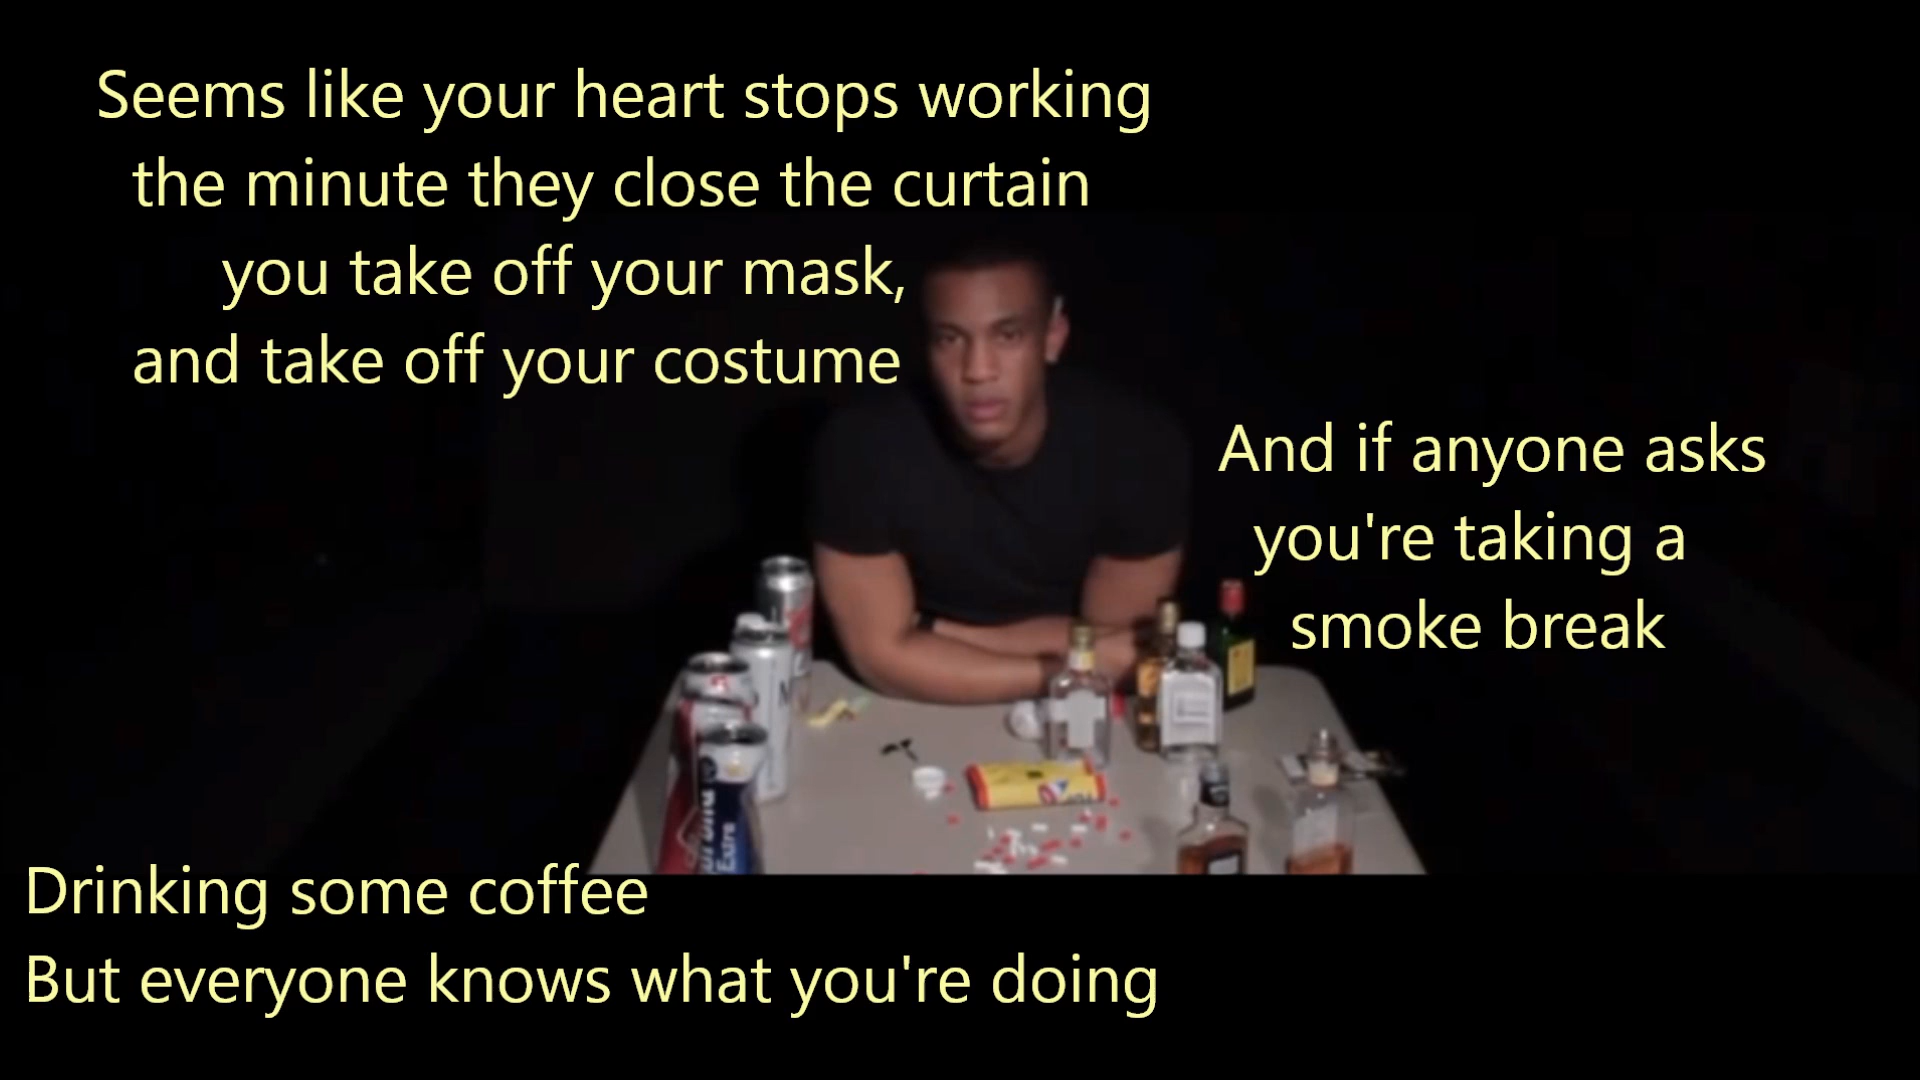 Seems like your heart stops working
the minute they close the curtain
you take off your mask,
and take off your costume
And if anyone asks
you're taking a
smoke break
Drinking some coffee
But everyone knows what you're doing